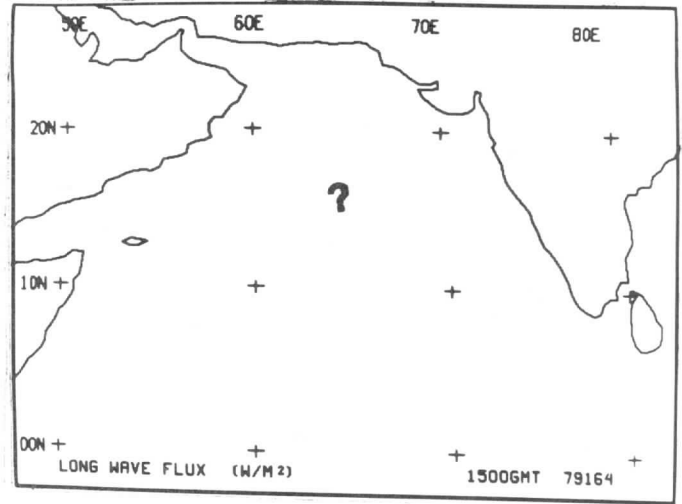 50E 60E 70E 80E
20N
?
10N
00N
LONG WAVE FLUX (W/M2) 1500GMT 79164